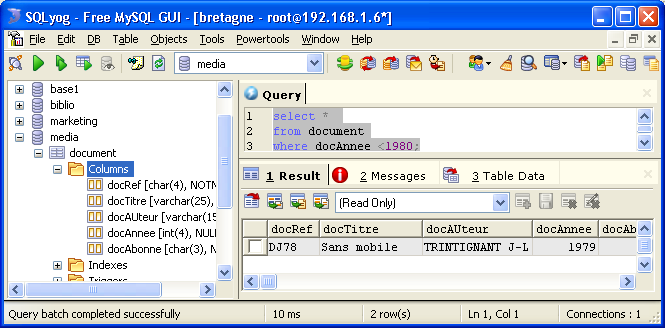 SQLyog - Free MySQL GUI - [bretagne - root@192.168.1.6*]
File Edit DB Table Objects Tools Powertools Window Help
media
base1
biblio
marketing
media
document
Columns
docRef [char(4), NOTN
docTitre [varchar(25),
docAUteur [varchar(15
docAnnee [int(4), NULL
docAbonne [char(3), N
Indexes
Triggers
Query
1 select *
2 from document
3 where docAnnee <1980;
1 Result 2 Messages 3 Table Data
(Read Only)
docRef docTitre docAUteur docAnnee docAb
DJ78 Sans mobile TRINTIGNANT J-L 1979
Query batch completed successfully 10 ms 2 row(s) Ln 1, Col 1 Connections : 1